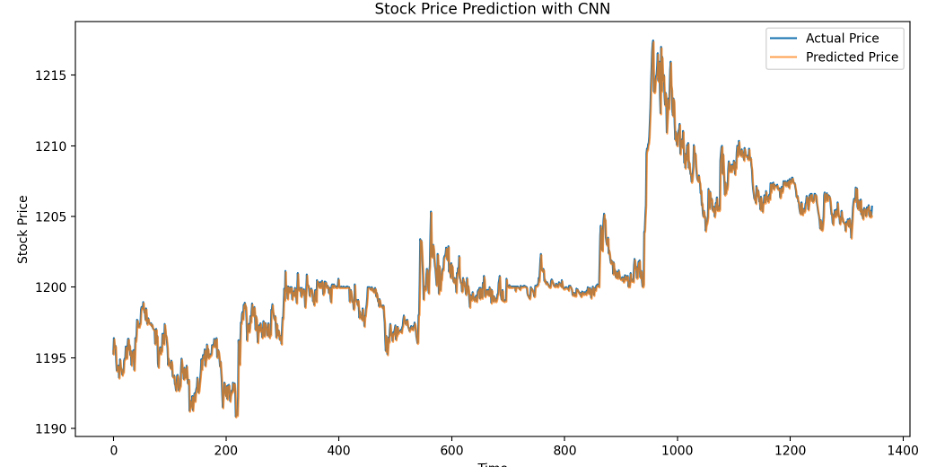 Stock Price Prediction with CNN
Actual Price
Predicted Price
Stock Price
1215
1210
1205
1200
1195
1190
0 200 400 600 800 1000 1200 1400
Time